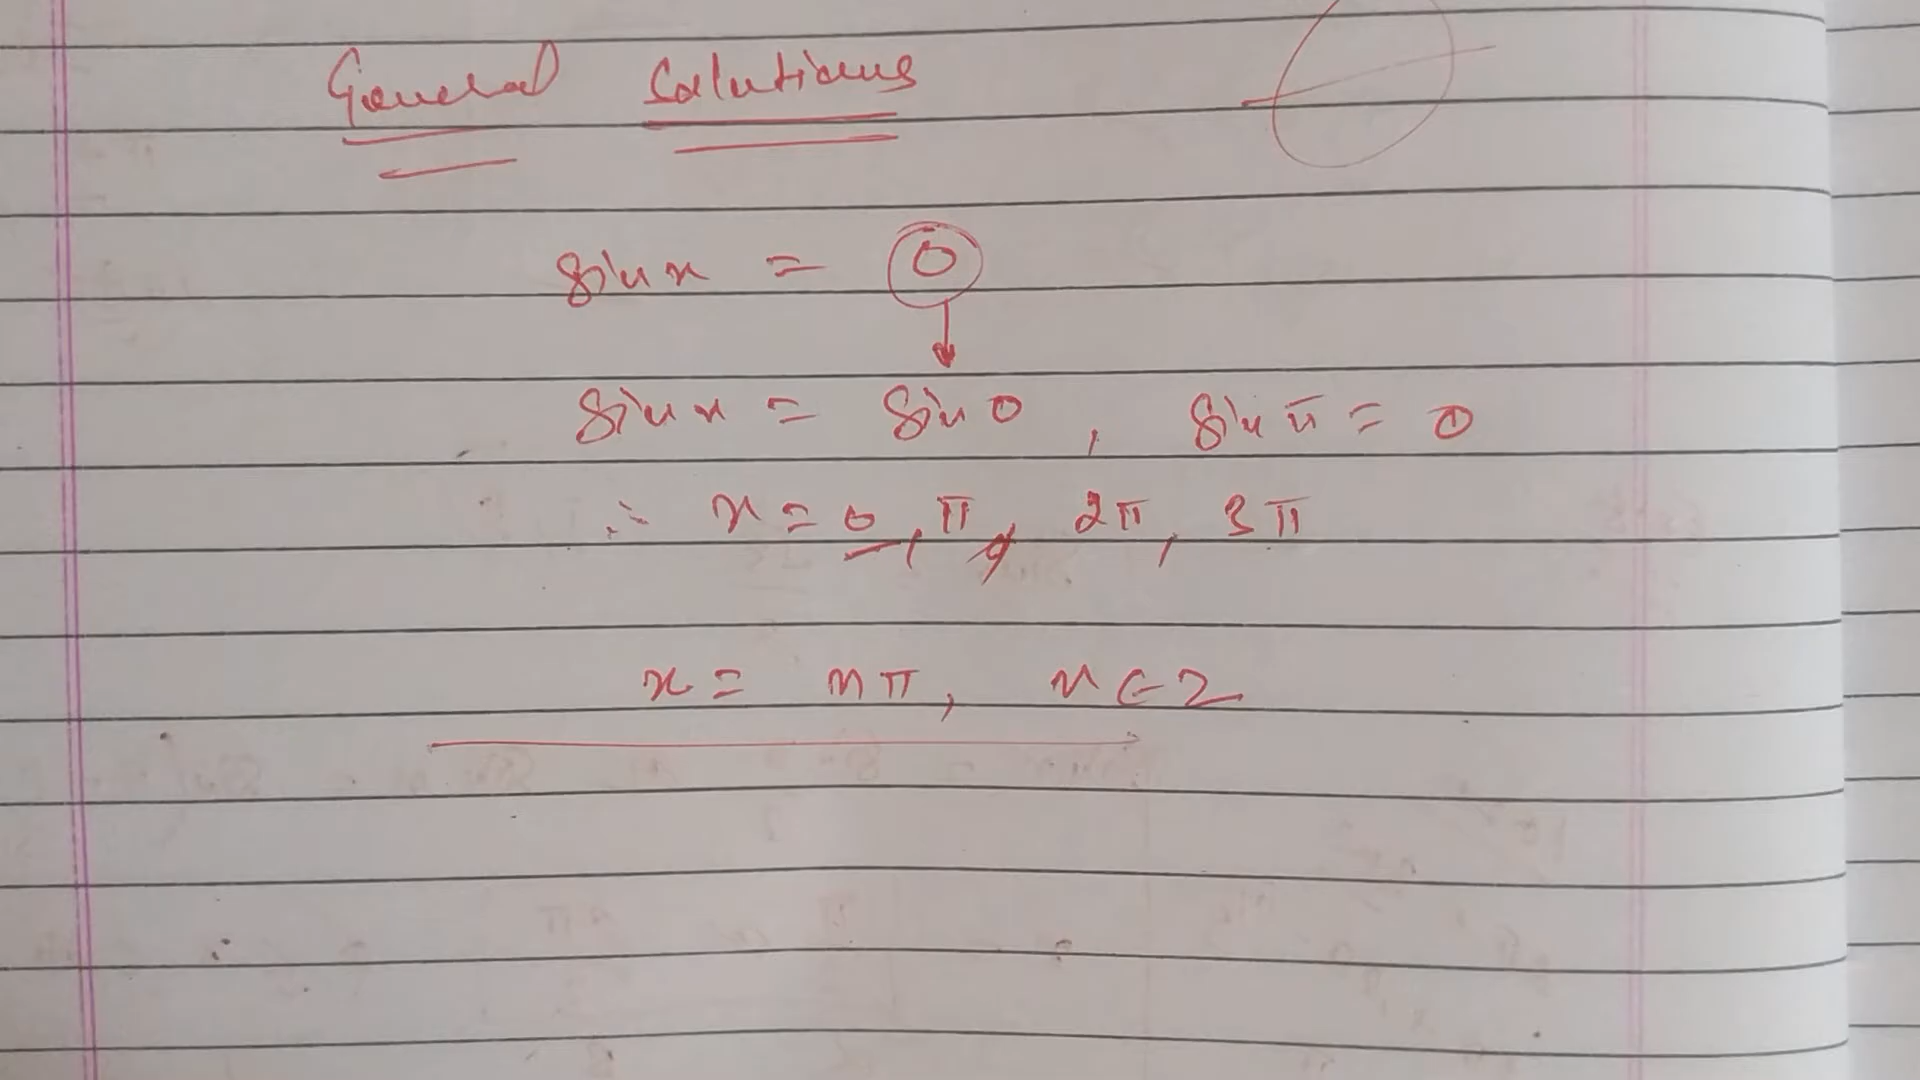 General Solutions
sin x = 0
sin x = sin 0 , sin π = 0
∴ x = 0, π, 2π, 3π
x = nπ, n ∈ Z